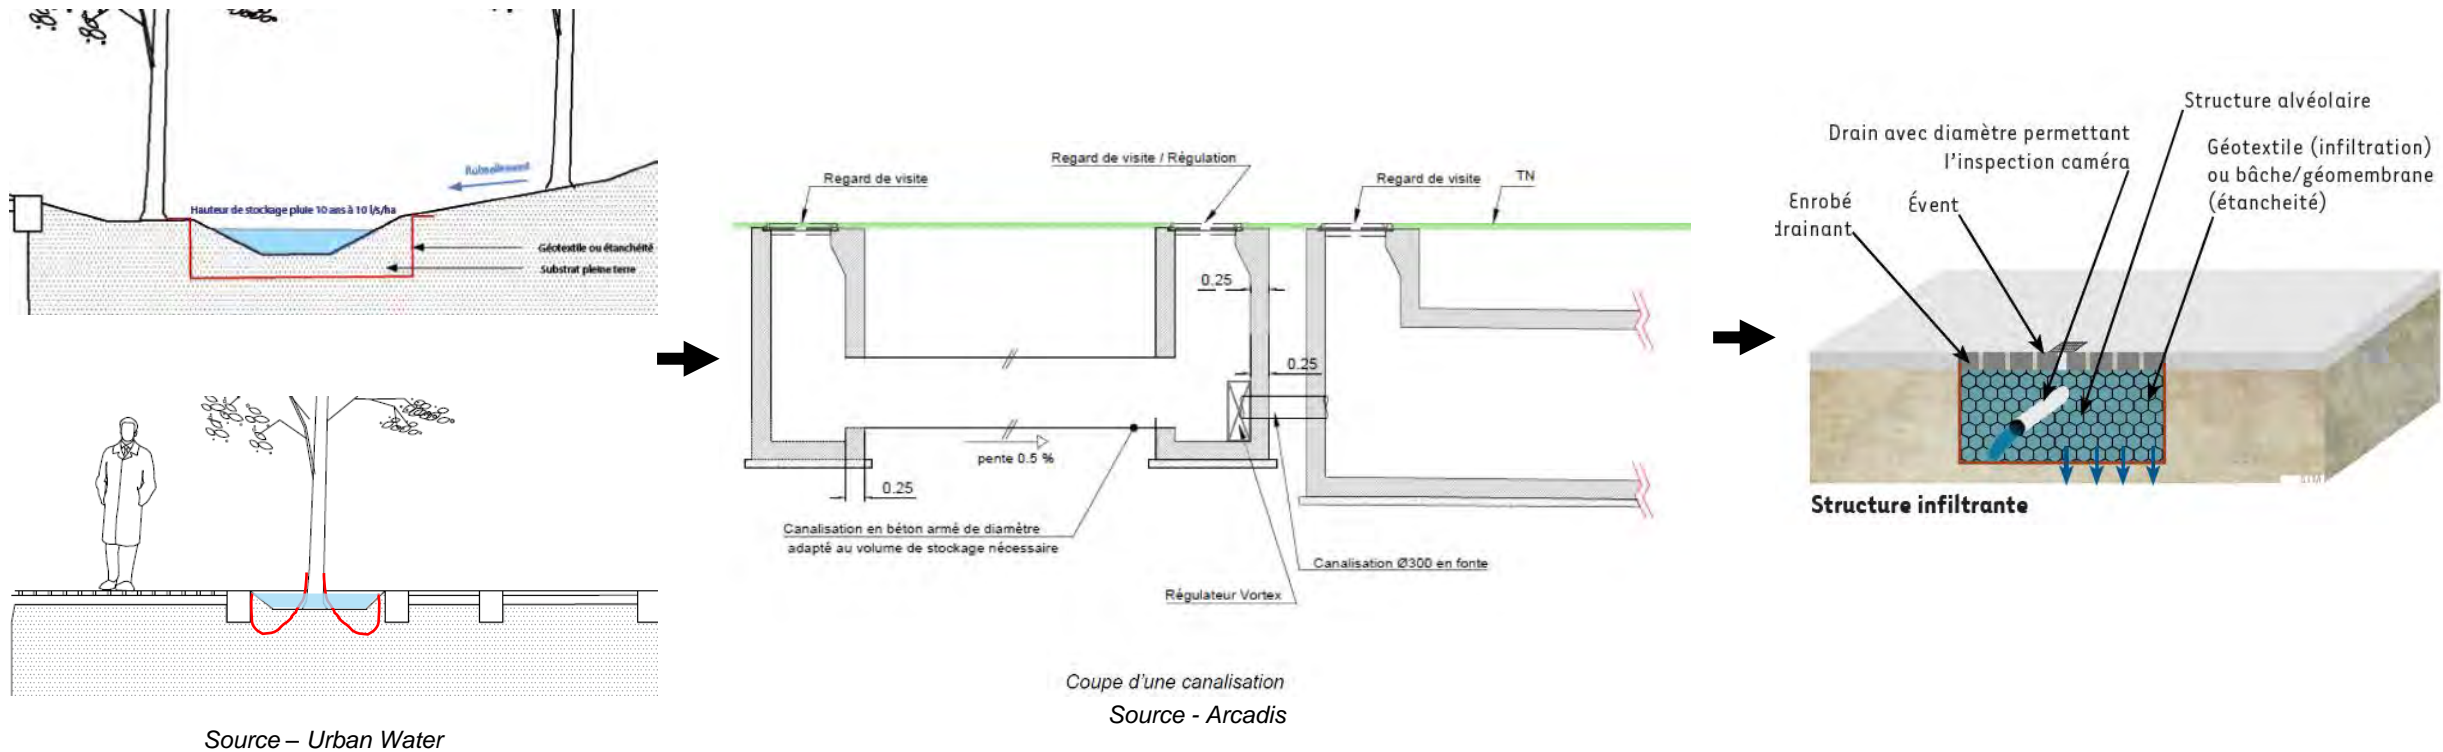 Ruissellement
Hauteur de stockage pluie 10 ans à 10 l/s/ha
Géotextile ou étanchéité
Substrat pleine terre
Source – Urban Water
Regard de visite / Régulation
Regard de visite
Regard de visite
TN
0.25
0.25
pente 0.5 %
0.25
Canalisation en béton armé de diamètre
adapté au volume de stockage nécessaire
Canalisation Ø300 en fonte
Régulateur Vortex
Coupe d'une canalisation
Source - Arcadis
Structure alvéolaire
Drain avec diamètre permettant
l'inspection caméra
Géotextile (infiltration)
ou bâche/géomembrane
(étancheité)
Enrobé
drainant
Évent
Structure infiltrante